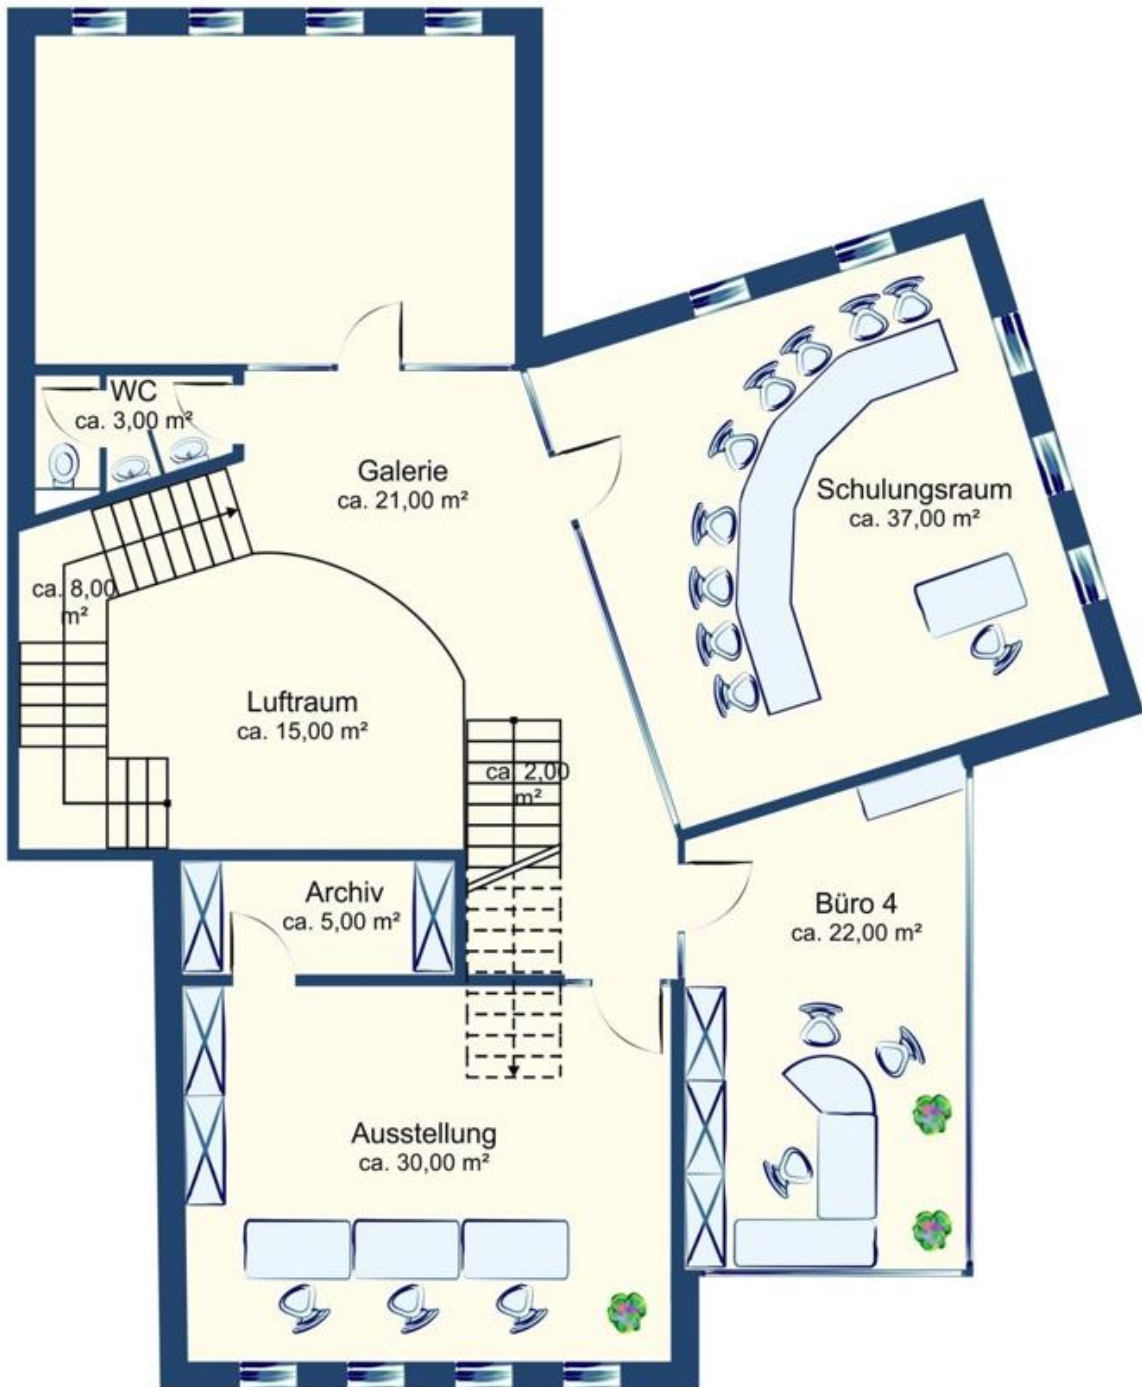 WC
ca. 3,00 m²
Galerie
ca. 21,00 m²
Schulungsraum
ca. 37,00 m²
ca. 8,00
m²
Luftraum
ca. 15,00 m²
ca. 2,00
m²
Archiv
ca. 5,00 m²
Büro 4
ca. 22,00 m²
Ausstellung
ca. 30,00 m²